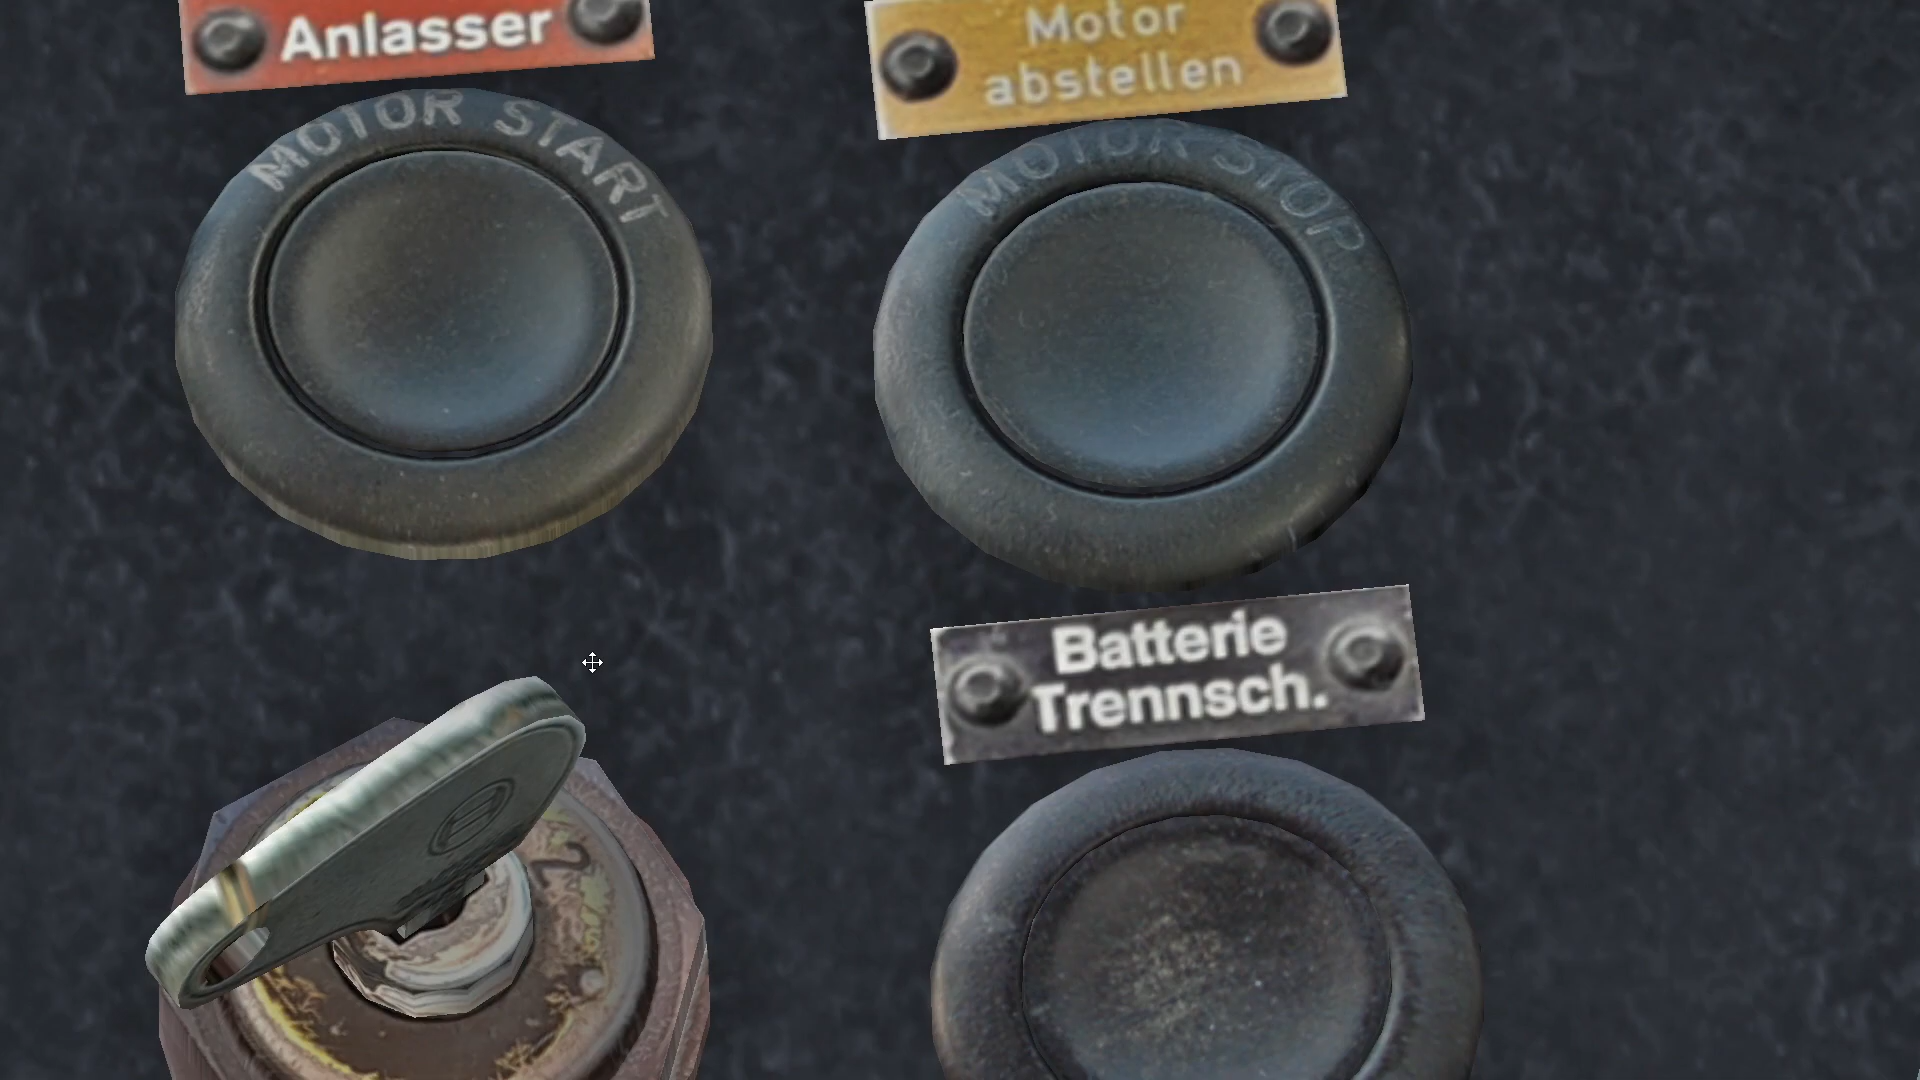 Anlasser
Motor
abstellen
MOTOR START
MOTOR STOP
Batterie
Trennsch.